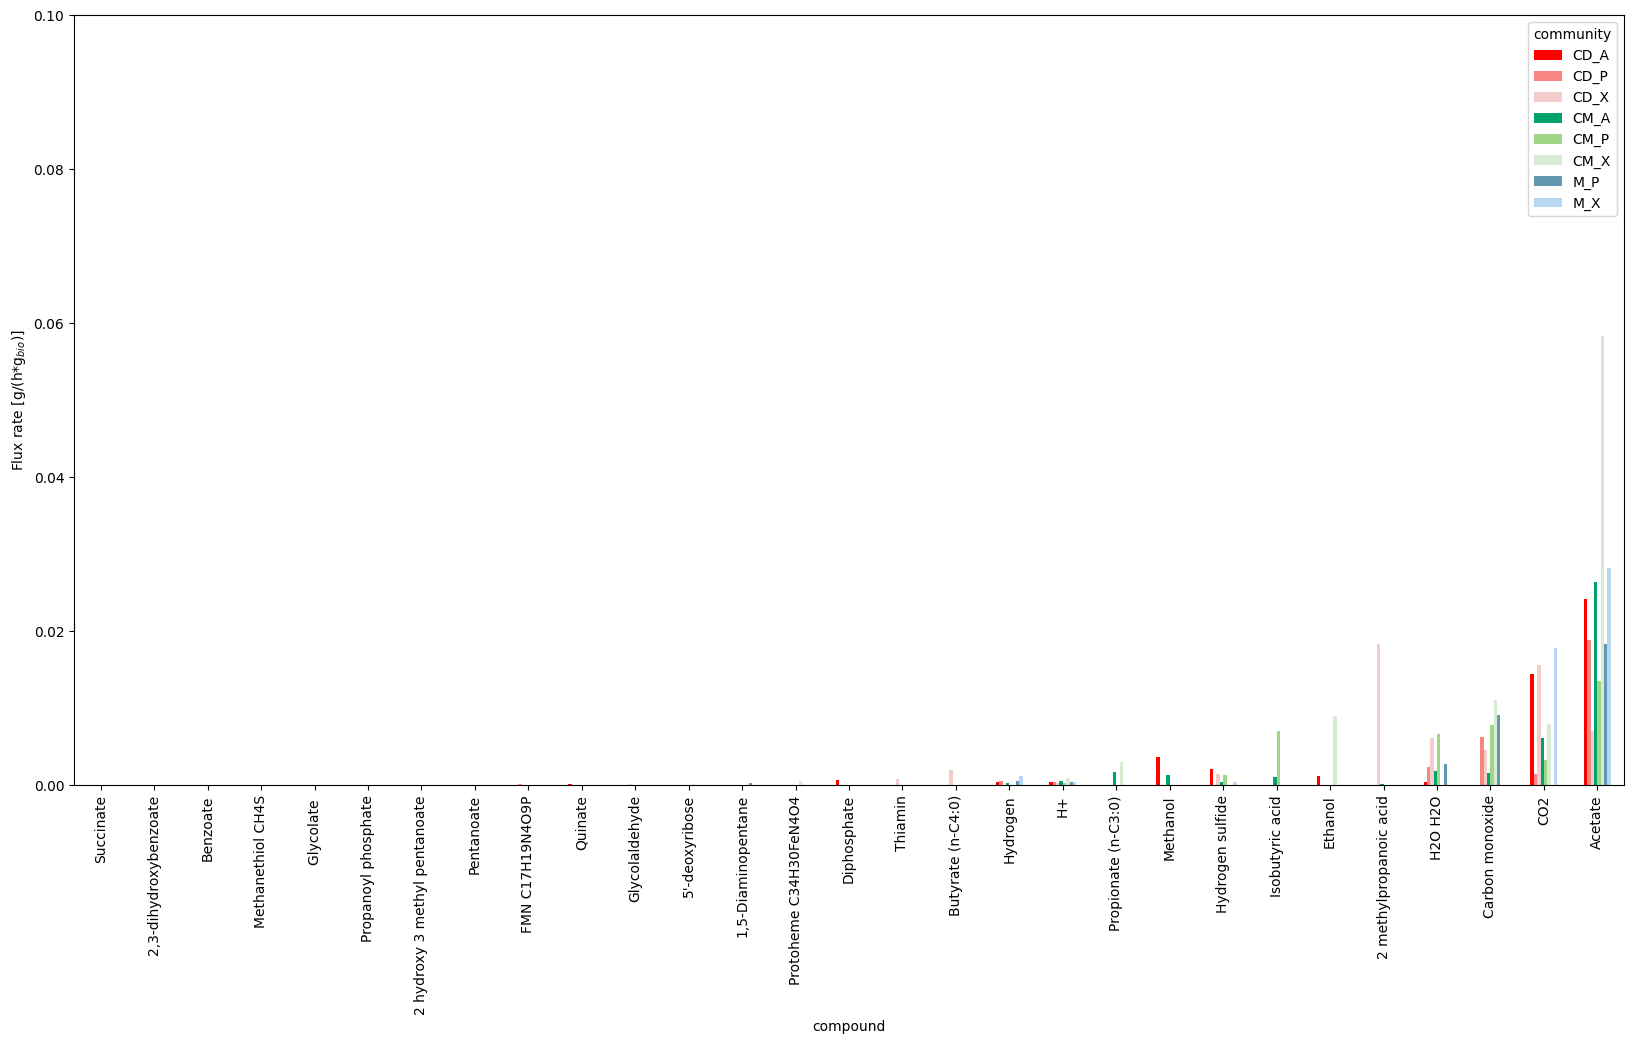 0.10
0.08
0.06
0.04
0.02
0.00
Flux rate [g/(h*g_bio)]
community
CD_A
CD_P
CD_X
CM_A
CM_P
CM_X
M_P
M_X
Succinate
2,3-dihydroxybenzoate
Benzoate
Methanethiol CH4S
Glycolate
Propanoyl phosphate
2 hydroxy 3 methyl pentanoate
Pentanoate
FMN C17H19N4O9P
Quinate
Glycolaldehyde
5'-deoxyribose
1,5-Diaminopentane
Protoheme C34H30FeN4O4
Diphosphate
Thiamin
Butyrate (n-C4:0)
Hydrogen
H+
Propionate (n-C3:0)
Methanol
Hydrogen sulfide
Isobutyric acid
Ethanol
2 methylpropanoic acid
H2O H2O
Carbon monoxide
CO2
Acetate
compound